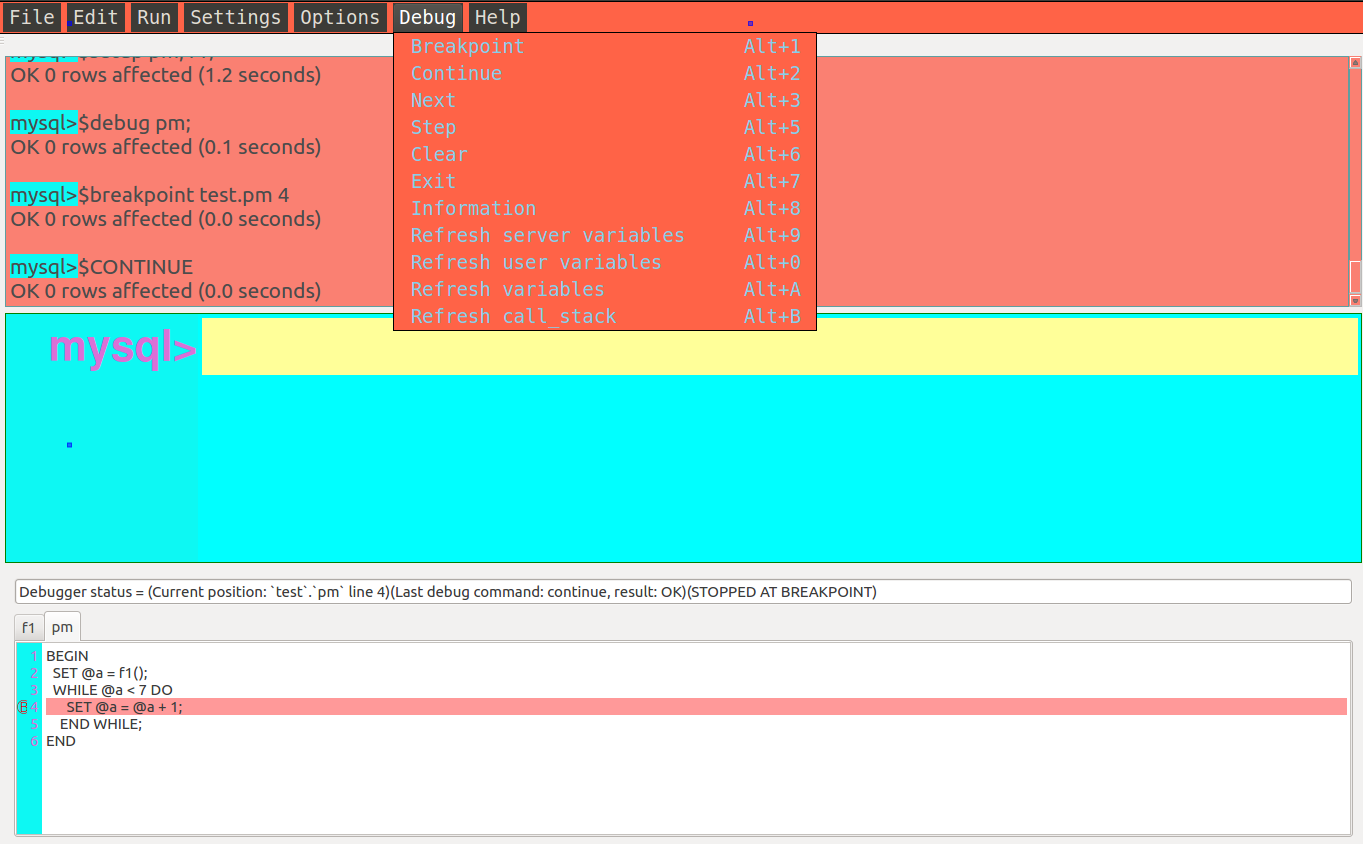 File Edit Run Settings Options Debug Help
Breakpoint Alt+1
Continue Alt+2
Next Alt+3
Step Alt+5
Clear Alt+6
Exit Alt+7
Information Alt+8
Refresh server variables Alt+9
Refresh user variables Alt+0
Refresh variables Alt+A
Refresh call_stack Alt+B
OK 0 rows affected (1.2 seconds)
mysql>$debug pm;
OK 0 rows affected (0.1 seconds)
mysql>$breakpoint test.pm 4
OK 0 rows affected (0.0 seconds)
mysql>$CONTINUE
OK 0 rows affected (0.0 seconds)
mysql>
Debugger status = (Current position: `test`.`pm` line 4)(Last debug command: continue, result: OK)(STOPPED AT BREAKPOINT)
f1 pm
1 BEGIN
2 SET @a = f1();
3 WHILE @a < 7 DO
B 4 SET @a = @a + 1;
5 END WHILE;
6 END